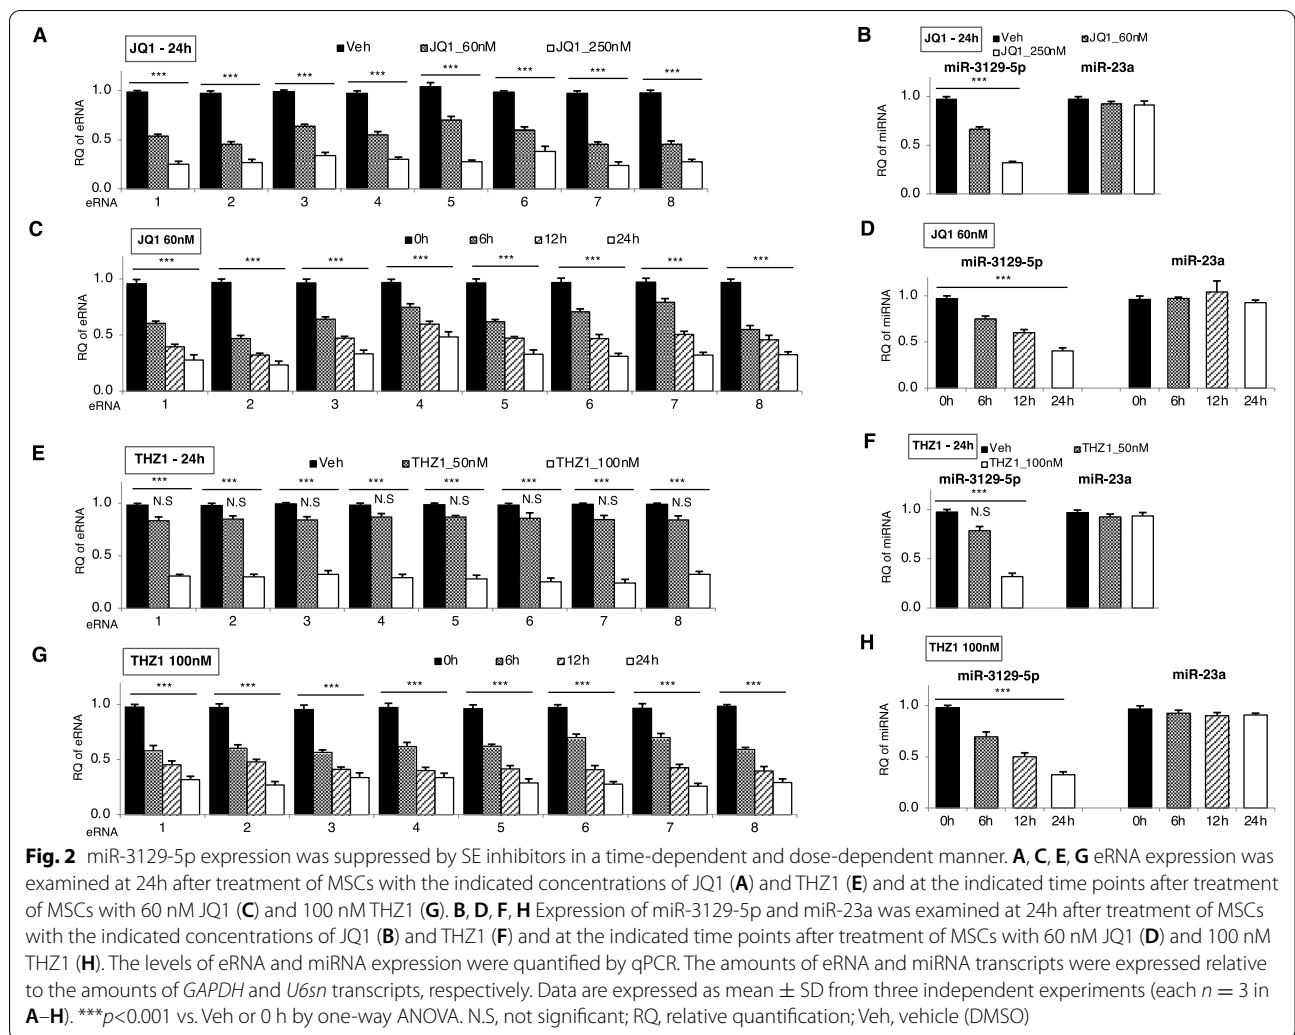 A
JQ1 - 24h
Veh JQ1_60nM JQ1_250nM
*** *** *** *** *** *** *** ***
RQ of eRNA
1.0
0.5
0.0
eRNA 1 2 3 4 5 6 7 8
B
JQ1 - 24h
Veh JQ1_60nM
JQ1_250nM
miR-3129-5p miR-23a
***
RQ of miRNA
1.0
0.5
0.0
C
JQ1 60nM
0h 6h 12h 24h
*** *** *** *** *** *** *** ***
RQ of eRNA
1.0
0.5
0.0
eRNA 1 2 3 4 5 6 7 8
D
JQ1 60nM
miR-3129-5p miR-23a
***
RQ of miRNA
1.0
0.5
0.0
0h 6h 12h 24h 0h 6h 12h 24h
E
THZ1 - 24h
Veh THZ1_50nM THZ1_100nM
*** *** *** *** *** *** *** ***
N.S N.S N.S N.S N.S N.S N.S N.S
RQ of eRNA
1.0
0.5
0.0
eRNA 1 2 3 4 5 6 7 8
F
THZ1 - 24h
Veh THZ1_50nM
THZ1_100nM
miR-3129-5p miR-23a
***
N.S
RQ of miRNA
1.0
0.5
0.0
G
THZ1 100nM
0h 6h 12h 24h
*** *** *** *** *** *** *** ***
RQ of eRNA
1.0
0.5
0.0
eRNA 1 2 3 4 5 6 7 8
H
THZ1 100nM
miR-3129-5p miR-23a
***
RQ of miRNA
1.0
0.5
0.0
0h 6h 12h 24h 0h 6h 12h 24h
Fig. 2 miR-3129-5p expression was suppressed by SE inhibitors in a time-dependent and dose-dependent manner. A, C, E, G eRNA expression was
examined at 24h after treatment of MSCs with the indicated concentrations of JQ1 (A) and THZ1 (E) and at the indicated time points after treatment
of MSCs with 60 nM JQ1 (C) and 100 nM THZ1 (G). B, D, F, H Expression of miR-3129-5p and miR-23a was examined at 24h after treatment of MSCs
with the indicated concentrations of JQ1 (B) and THZ1 (F) and at the indicated time points after treatment of MSCs with 60 nM JQ1 (D) and 100 nM
THZ1 (H). The levels of eRNA and miRNA expression were quantified by qPCR. The amounts of eRNA and miRNA transcripts were expressed relative
to the amounts of GAPDH and U6sn transcripts, respectively. Data are expressed as mean ± SD from three independent experiments (each n = 3 in
A–H). ***p<0.001 vs. Veh or 0 h by one-way ANOVA. N.S, not significant; RQ, relative quantification; Veh, vehicle (DMSO)